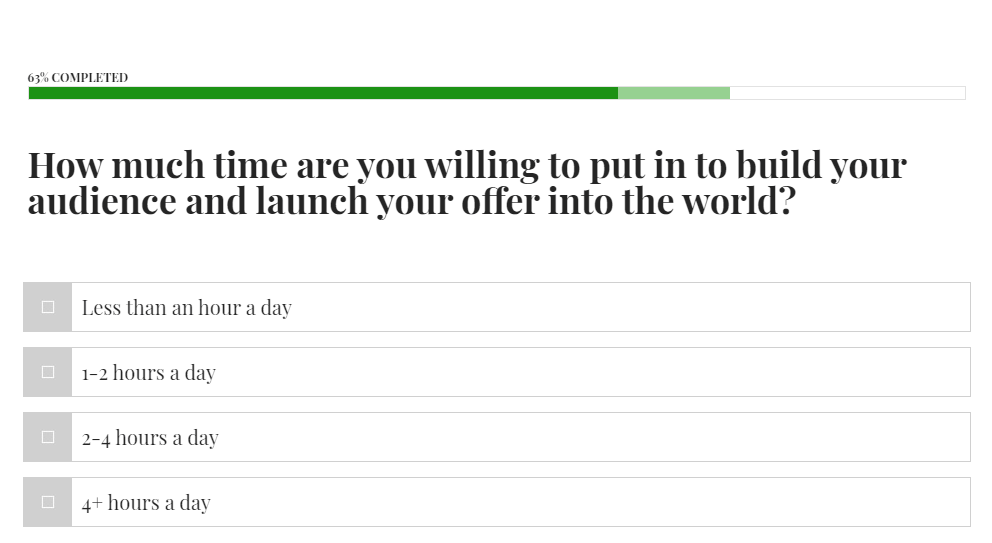 63% COMPLETED
How much time are you willing to put in to build your
audience and launch your offer into the world?
Less than an hour a day
1-2 hours a day
2-4 hours a day
4+ hours a day